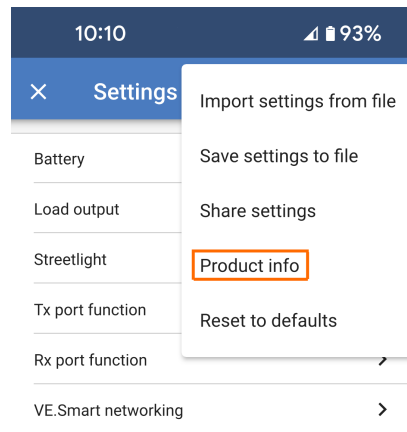 10:10
93%
Settings
Import settings from file
Battery
Save settings to file
Load output
Share settings
Streetlight
Product info
Tx port function
Reset to defaults
Rx port function
VE.Smart networking